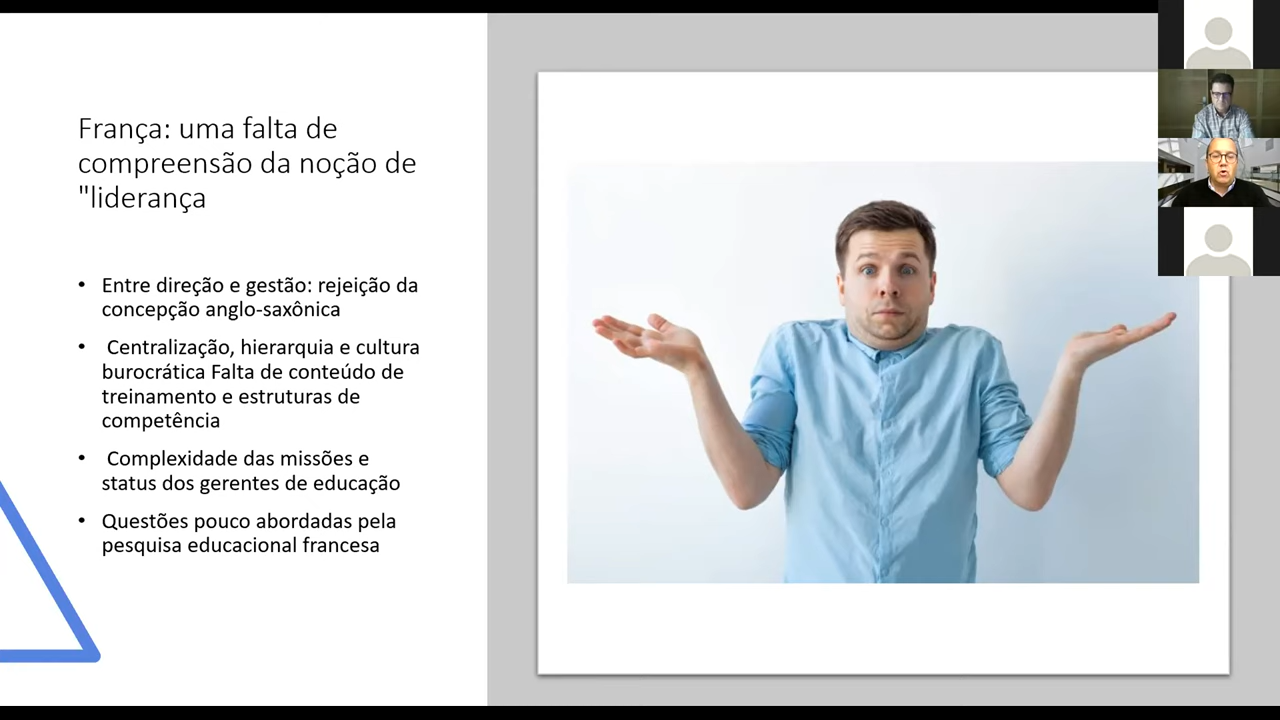 França: uma falta de
compreensão da noção de
"liderança
• Entre direção e gestão: rejeição da
concepção anglo-saxônica
• Centralização, hierarquia e cultura
burocrática Falta de conteúdo de
treinamento e estruturas de
competência
• Complexidade das missões e
status dos gerentes de educação
• Questões pouco abordadas pela
pesquisa educacional francesa